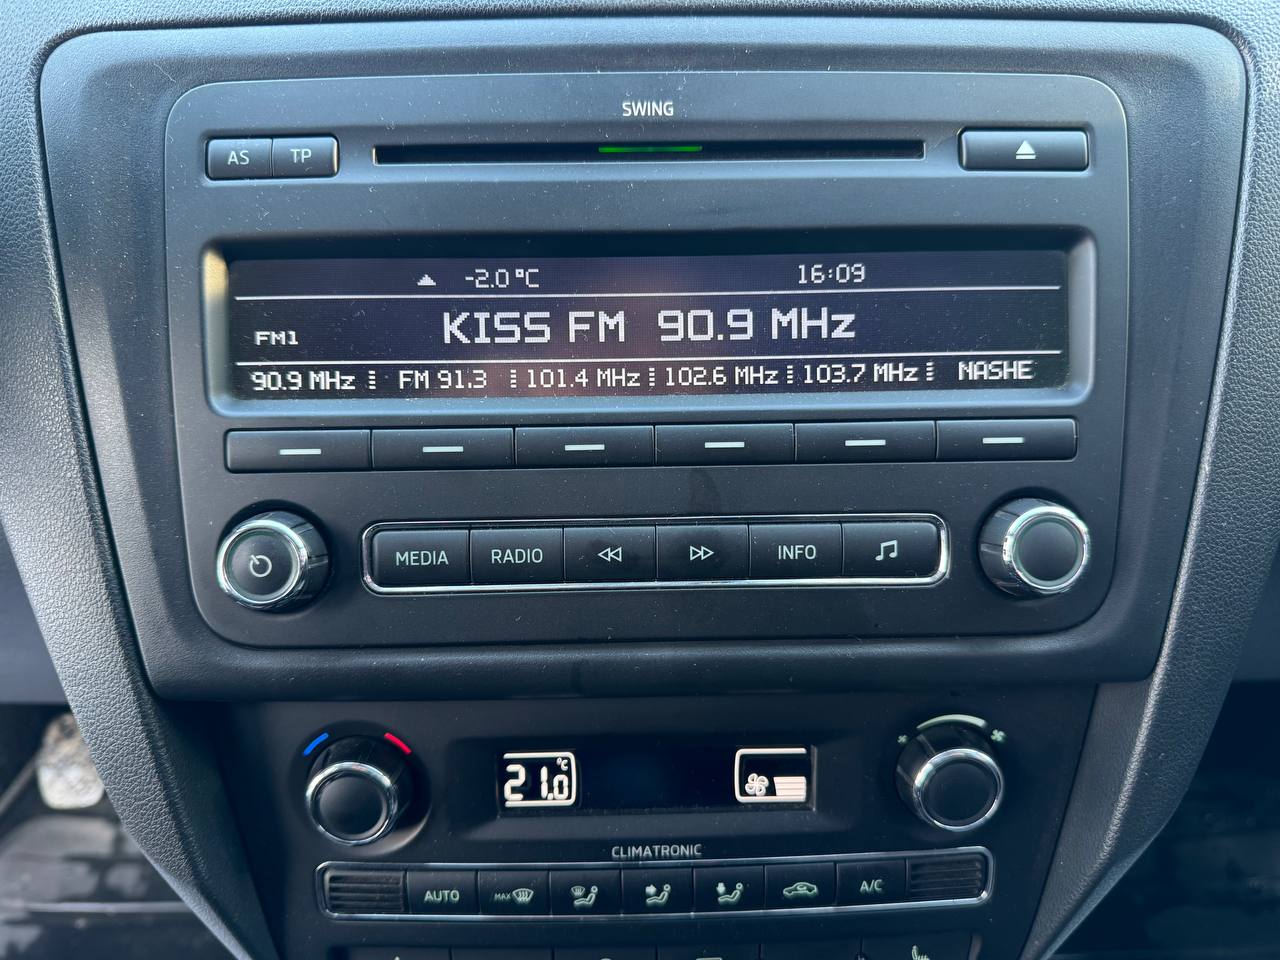 SWING
AS TP
-2.0°C 16:09
FM1 KISS FM 90.9 MHz
90.9 MHz FM 91.3 101.4 MHz 102.6 MHz 103.7 MHz NASHE
MEDIA RADIO INFO
21.0 °C
CLIMATRONIC
AUTO MAX A/C